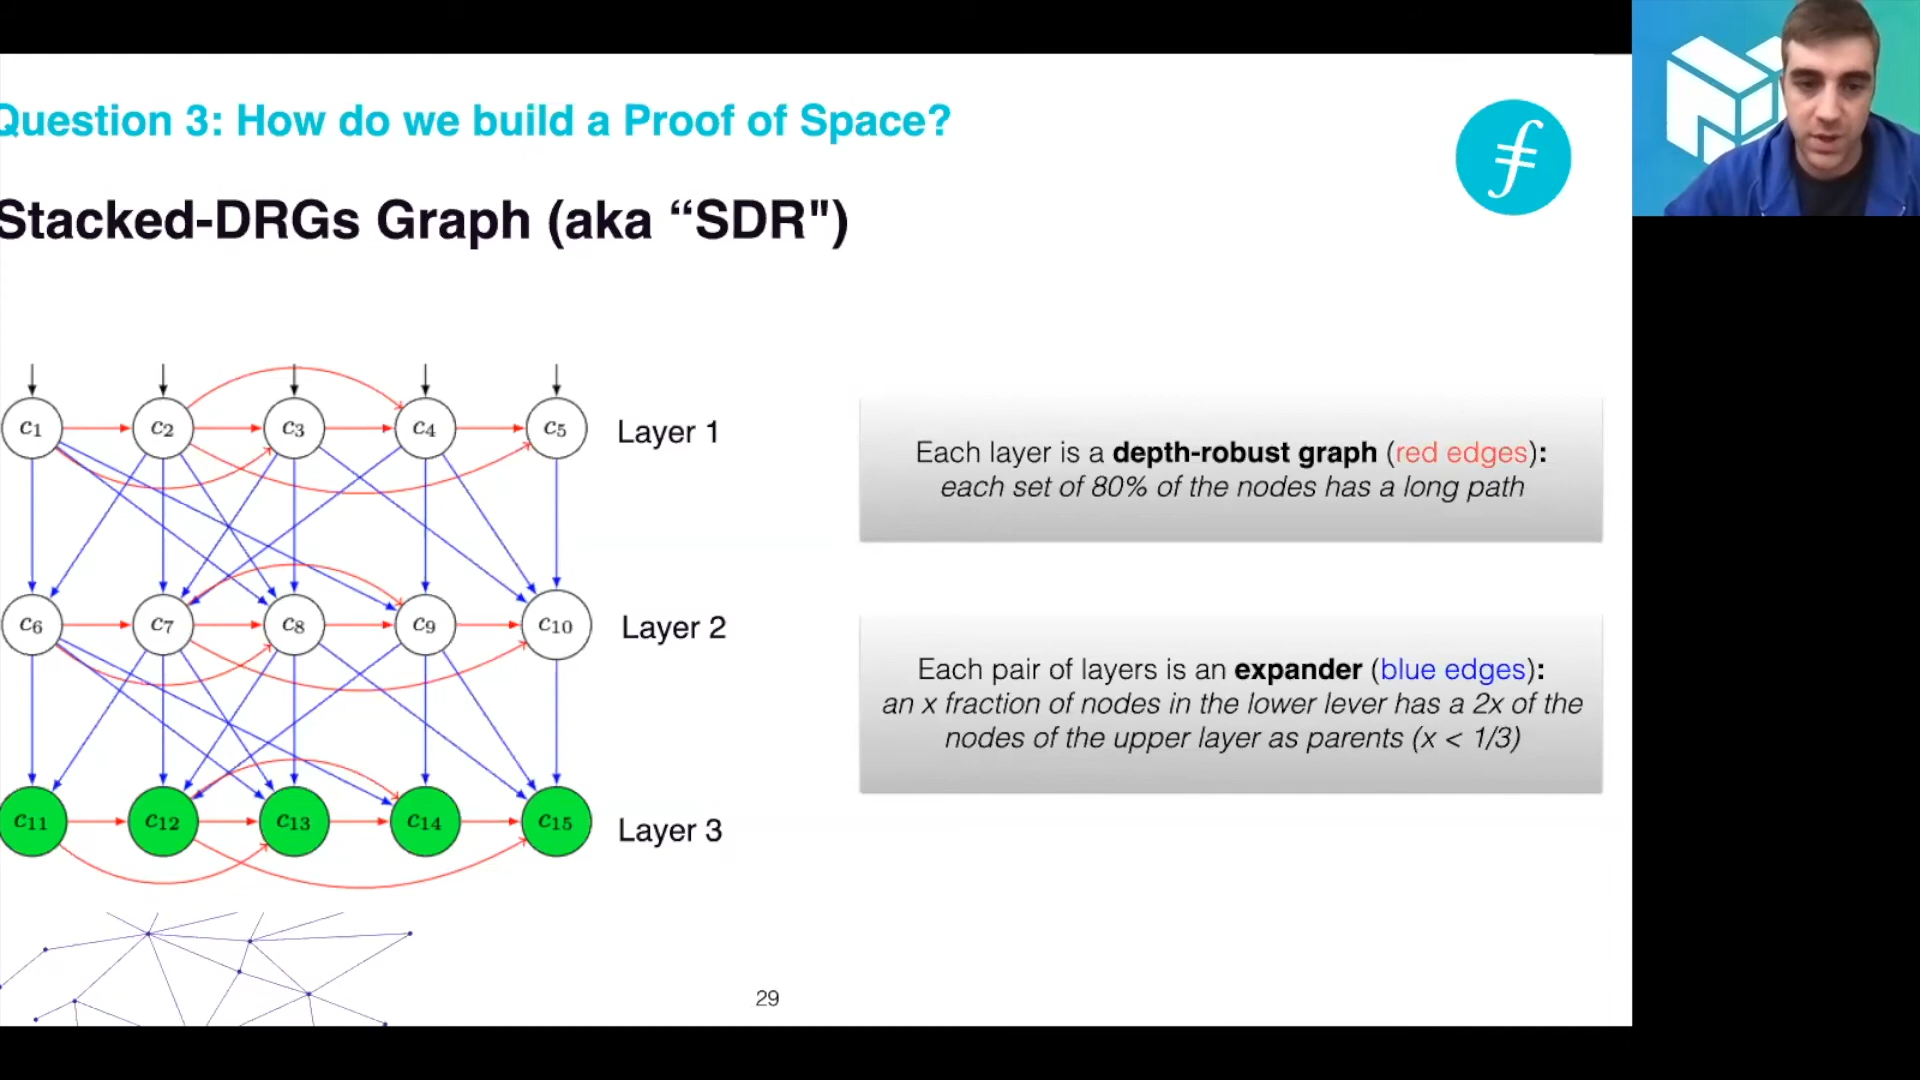 Question 3: How do we build a Proof of Space?
Stacked-DRGs Graph (aka “SDR")
c1 c2 c3 c4 c5 Layer 1
c6 c7 c8 c9 c10 Layer 2
c11 c12 c13 c14 c15 Layer 3
Each layer is a depth-robust graph (red edges):
each set of 80% of the nodes has a long path
Each pair of layers is an expander (blue edges):
an x fraction of nodes in the lower lever has a 2x of the
nodes of the upper layer as parents (x < 1/3)
29